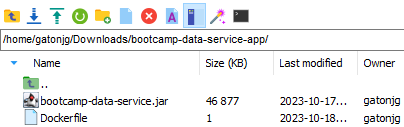 A
/home/gatonjg/Downloads/bootcamp-data-service-app/
Name Size (KB) Last modified Owner
..
bootcamp-data-service.jar 46 877 2023-10-17... gatonjg
Dockerfile 1 2023-10-18... gatonjg